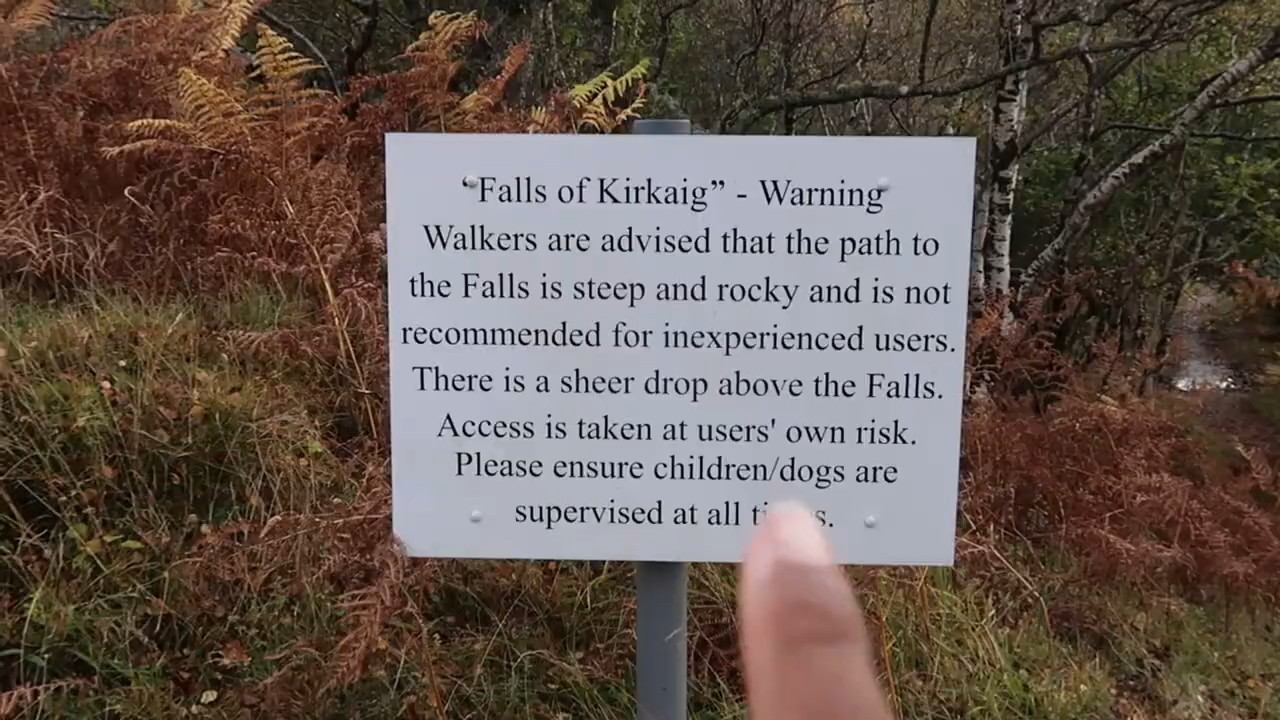 “Falls of Kirkaig” - Warning
Walkers are advised that the path to
the Falls is steep and rocky and is not
recommended for inexperienced users.
There is a sheer drop above the Falls.
Access is taken at users' own risk.
Please ensure children/dogs are
supervised at all